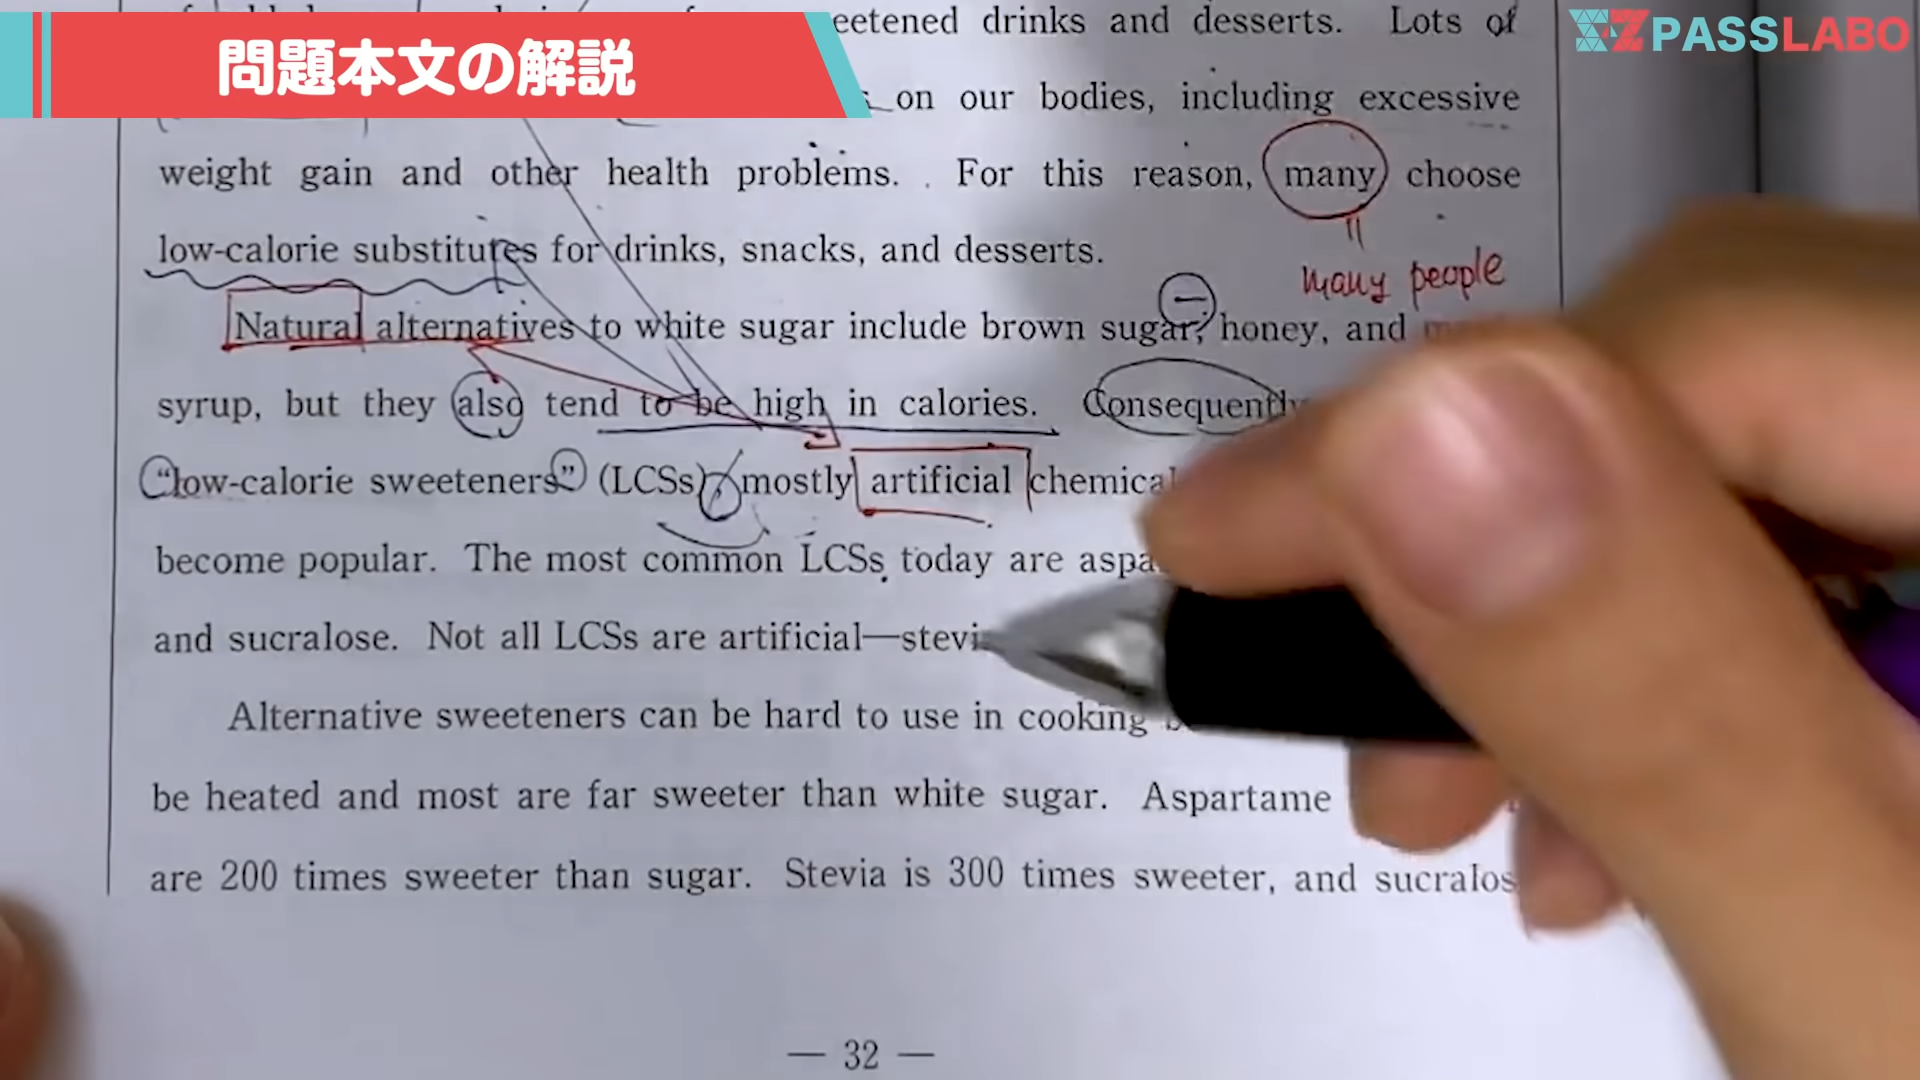 問題本文の解説
PASSLABO
eetened drinks and desserts. Lots of
on our bodies, including excessive
weight gain and other health problems. For this reason, many choose
many people
low-calorie substitutes for drinks, snacks, and desserts.
Natural alternatives to white sugar include brown sugar, honey, and
syrup, but they also tend to be high in calories. Consequently
"low-calorie sweeteners" (LCSs), mostly artificial chemical
become popular. The most common LCSs today are aspa
and sucralose. Not all LCSs are artificial—stevi
Alternative sweeteners can be hard to use in cooking
be heated and most are far sweeter than white sugar. Aspartame
are 200 times sweeter than sugar. Stevia is 300 times sweeter, and sucralos
— 32 —